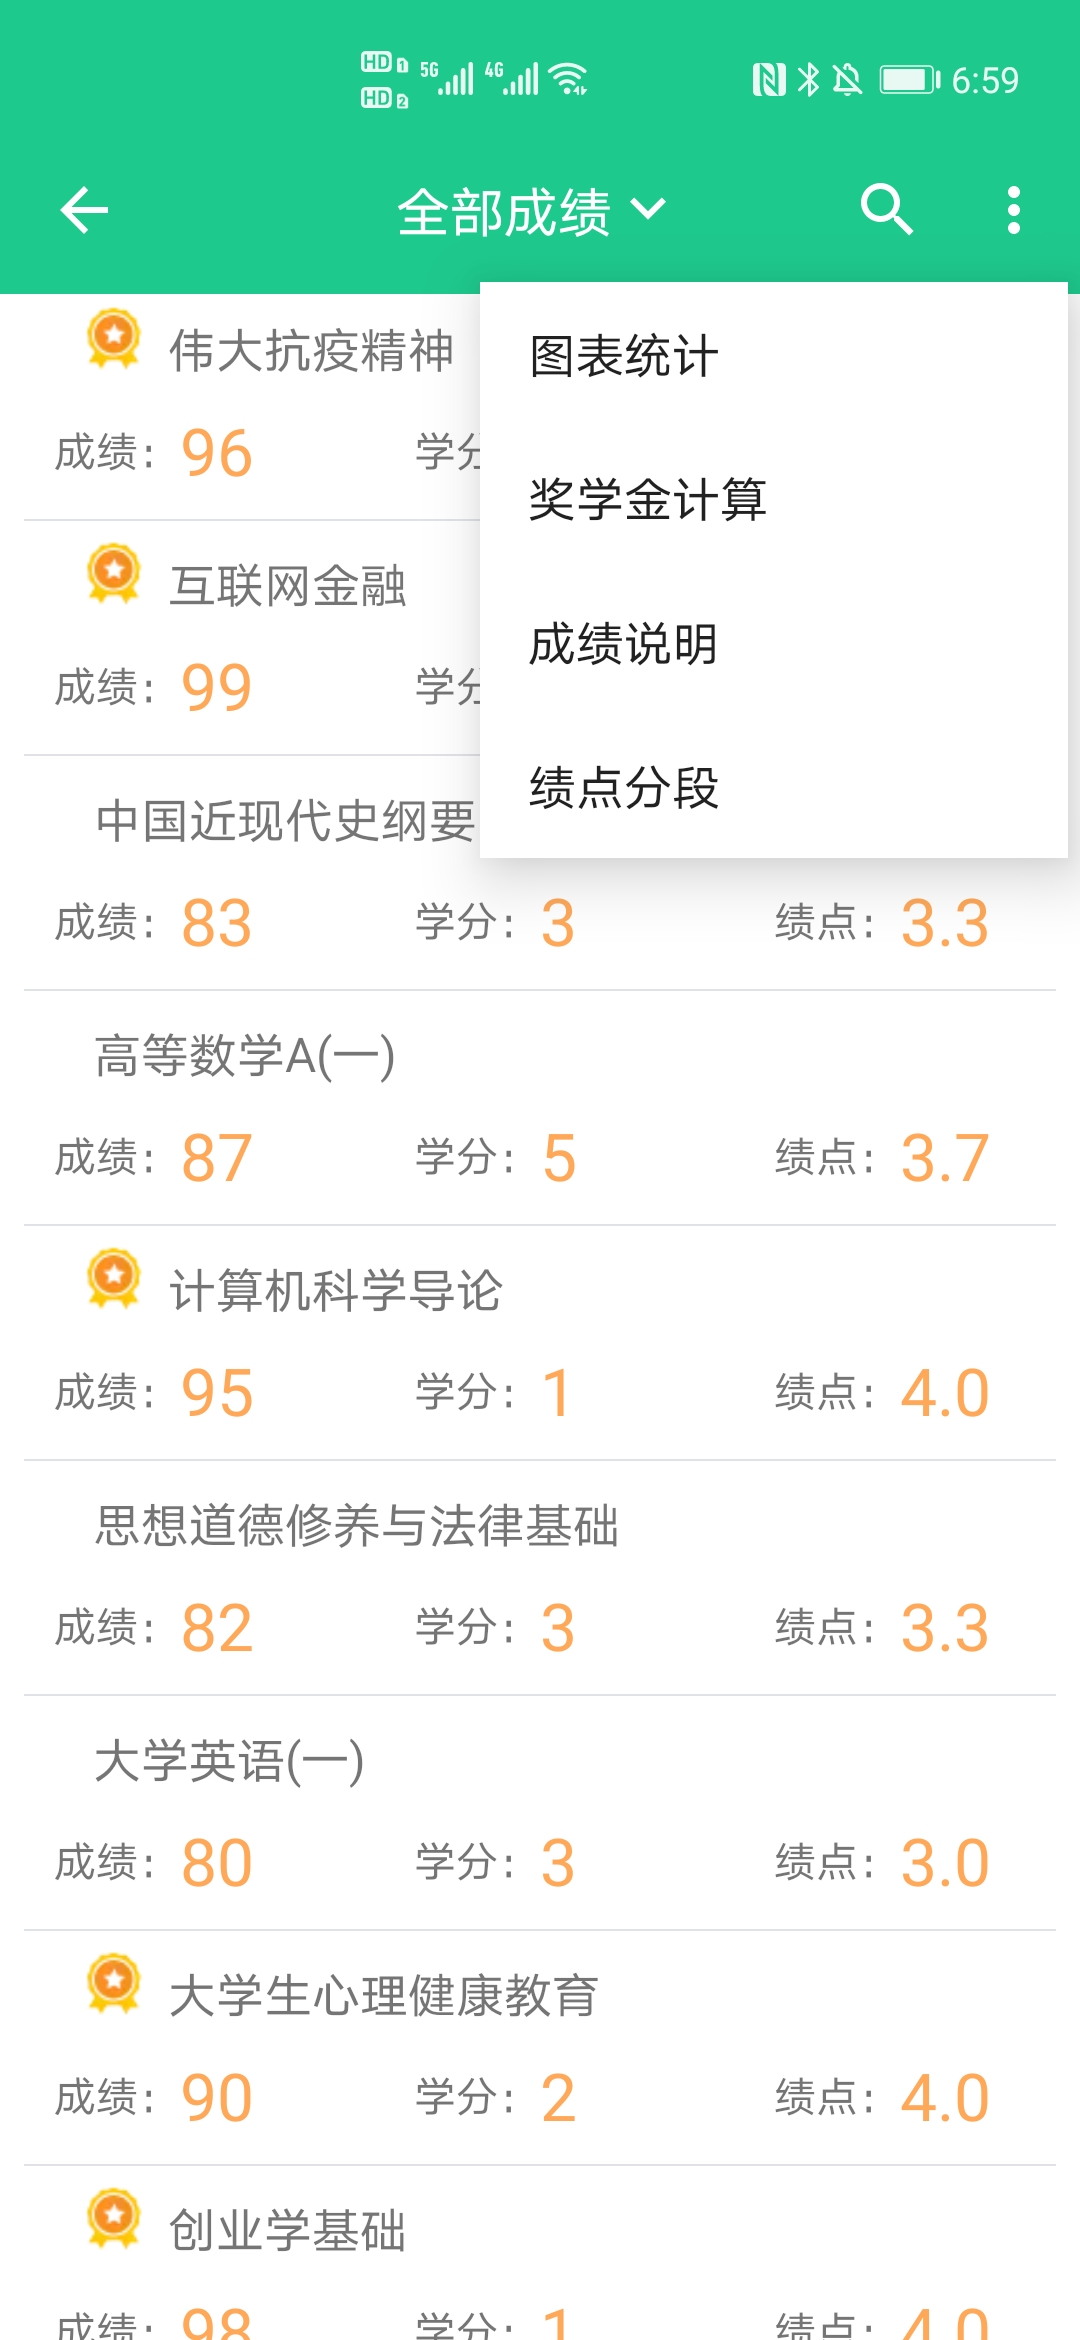 HD 1 5G 4G 6:59
HD 2
全部成绩
图表统计
奖学金计算
成绩说明
绩点分段
伟大抗疫精神
成绩: 96 学分
互联网金融
成绩: 99 学分
中国近现代史纲要
成绩: 83 学分: 3 绩点: 3.3
高等数学A(一)
成绩: 87 学分: 5 绩点: 3.7
计算机科学导论
成绩: 95 学分: 1 绩点: 4.0
思想道德修养与法律基础
成绩: 82 学分: 3 绩点: 3.3
大学英语(一)
成绩: 80 学分: 3 绩点: 3.0
大学生心理健康教育
成绩: 90 学分: 2 绩点: 4.0
创业学基础
成绩: 98 学分: 1 绩点: 4.0